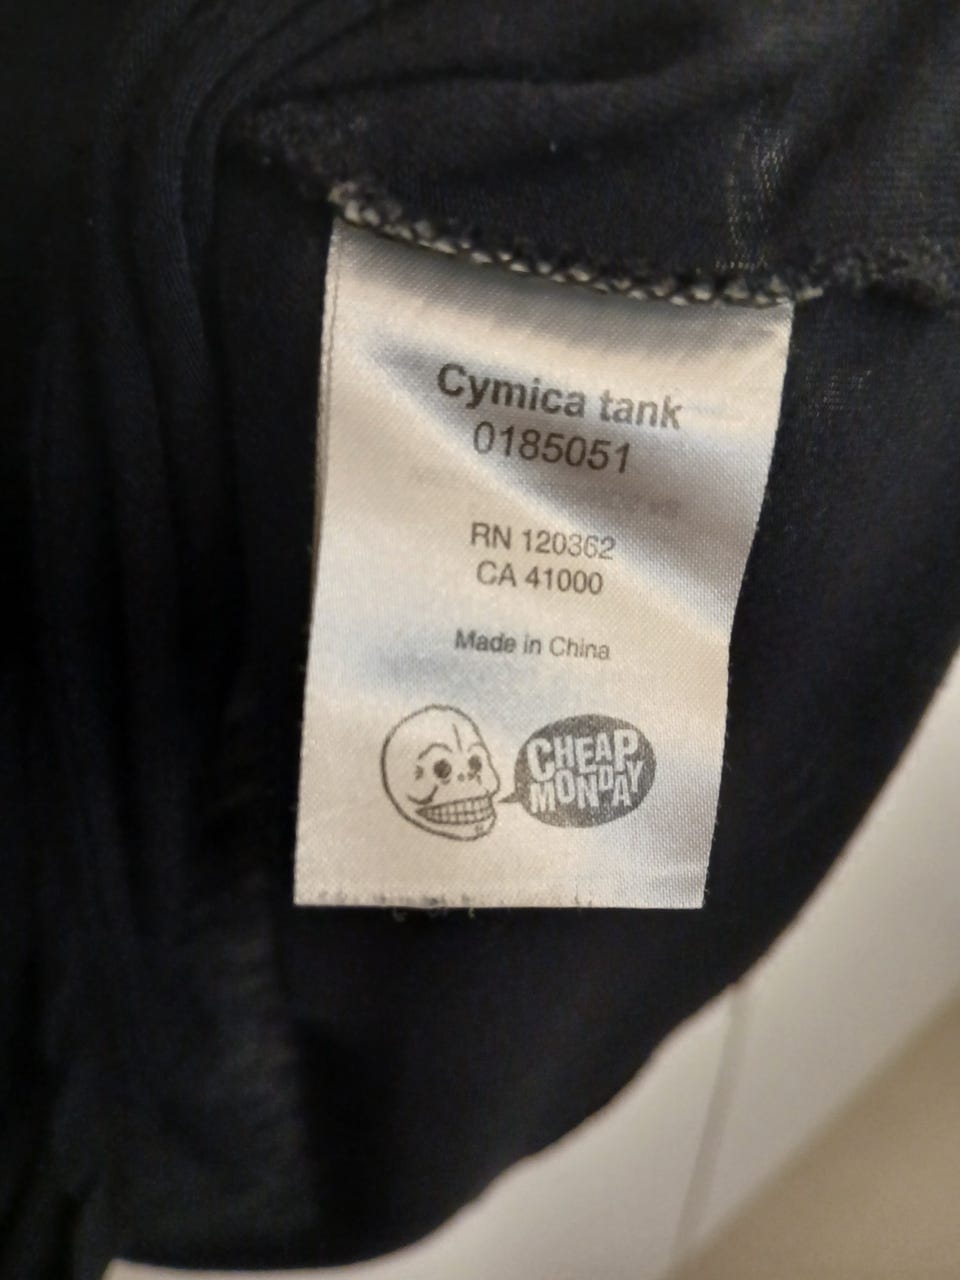 Cymica tank
0185051
RN 120362
CA 41000
Made in China
CHEAP
MONDAY